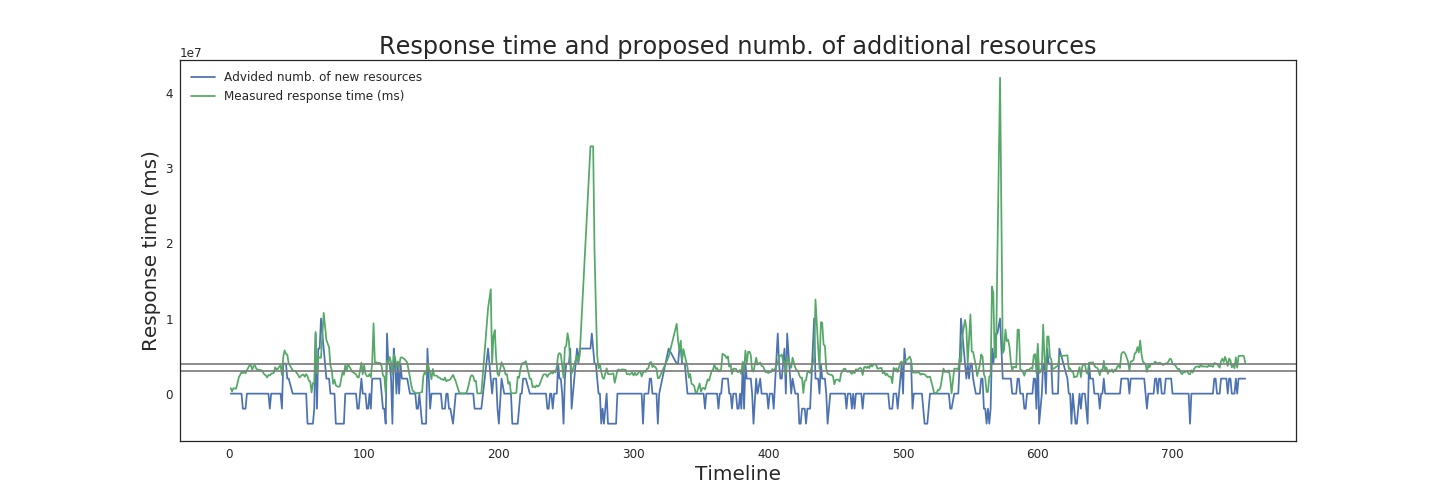 Response time and proposed numb. of additional resources
1e7
Advided numb. of new resources
Measured response time (ms)
Response time (ms)
4
3
2
1
0
0 100 200 300 400 500 600 700
Timeline